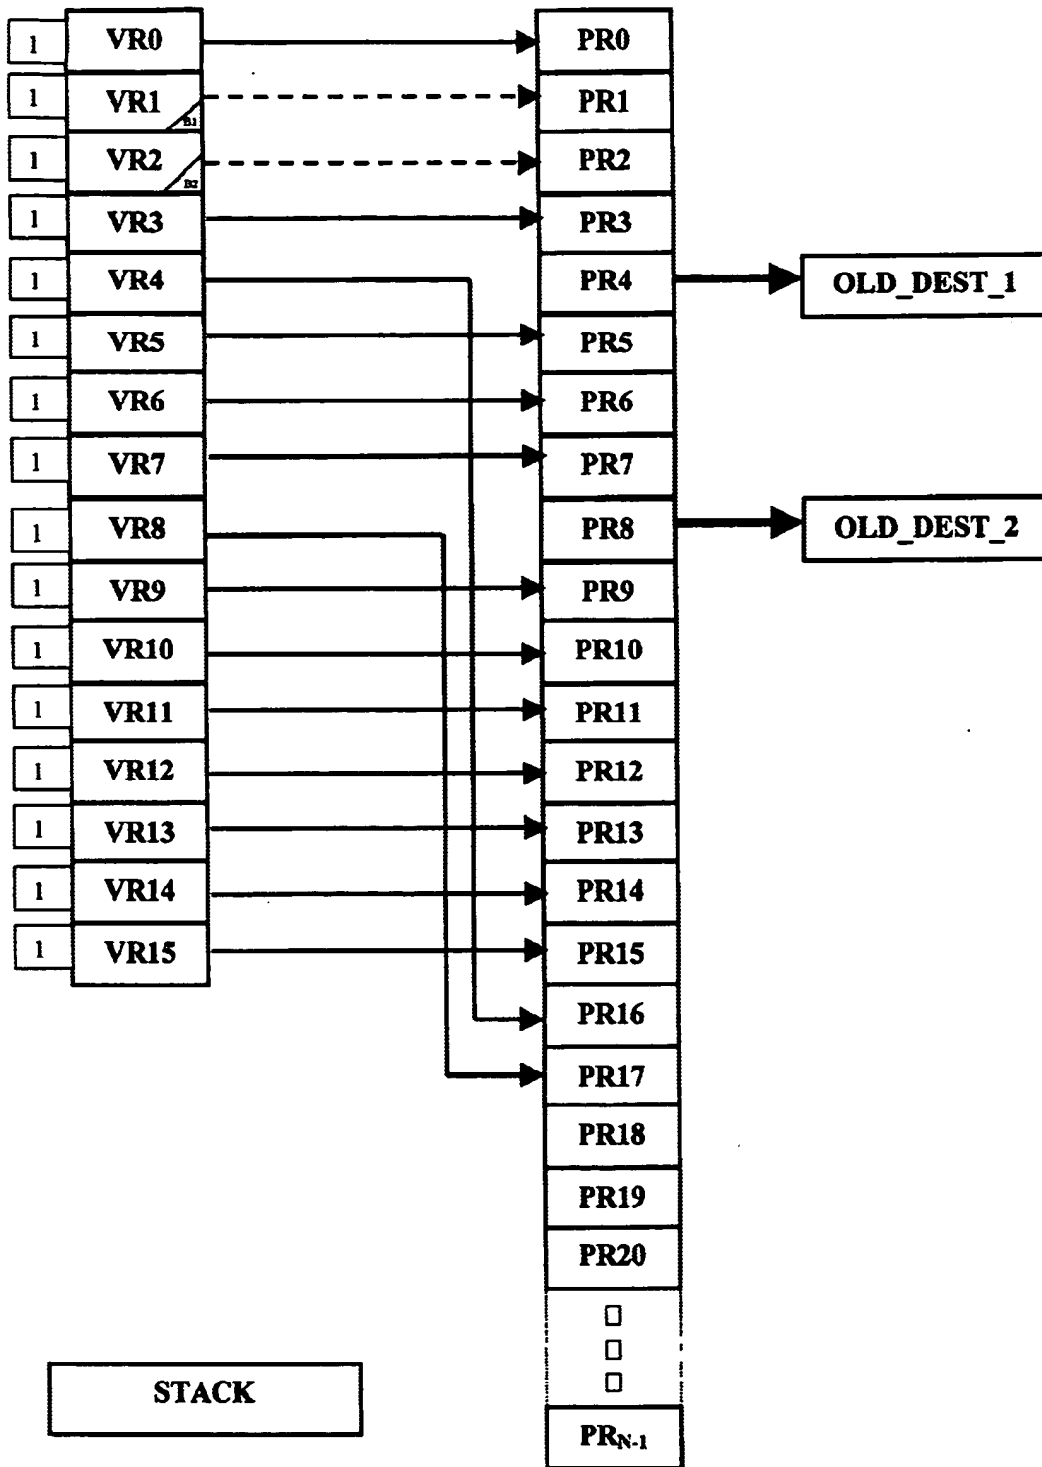 1 VR0 PR0
1 VR1 B1 PR1
1 VR2 B2 PR2
1 VR3 PR3
1 VR4 PR4 OLD_DEST_1
1 VR5 PR5
1 VR6 PR6
1 VR7 PR7
1 VR8 PR8 OLD_DEST_2
1 VR9 PR9
1 VR10 PR10
1 VR11 PR11
1 VR12 PR12
1 VR13 PR13
1 VR14 PR14
1 VR15 PR15
PR16
PR17
PR18
PR19
PR20
STACK
PRN-1